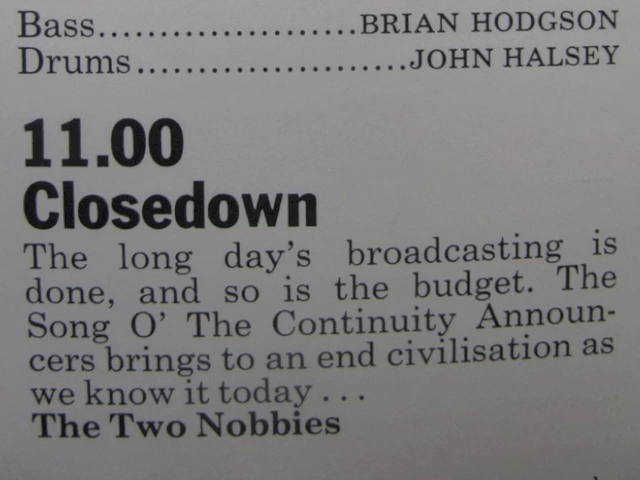 Bass.....................BRIAN HODGSON
Drums......................JOHN HALSEY
11.00
Closedown
The long day's broadcasting is
done, and so is the budget. The
Song O' The Continuity Announ-
cers brings to an end civilisation as
we know it today . . .
The Two Nobbies